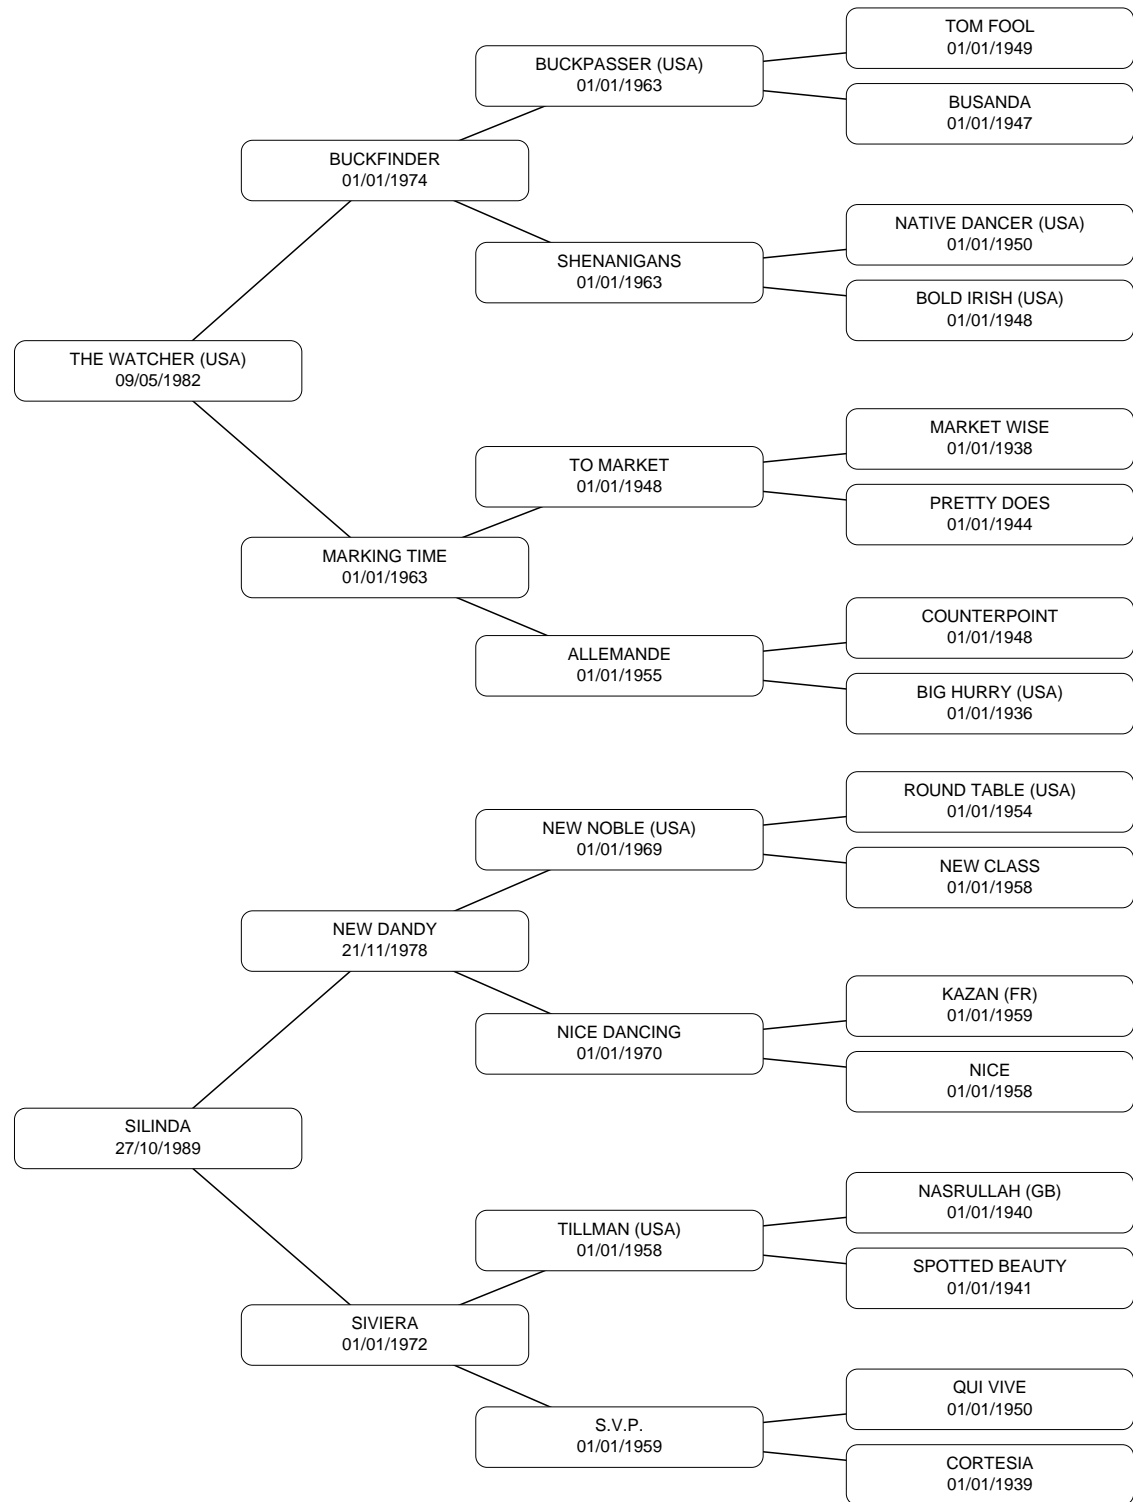 TOM FOOL
01/01/1949
BUCKPASSER (USA)
01/01/1963
BUSANDA
01/01/1947
BUCKFINDER
01/01/1974
NATIVE DANCER (USA)
01/01/1950
SHENANIGANS
01/01/1963
BOLD IRISH (USA)
01/01/1948
THE WATCHER (USA)
09/05/1982
MARKET WISE
01/01/1938
TO MARKET
01/01/1948
PRETTY DOES
01/01/1944
MARKING TIME
01/01/1963
COUNTERPOINT
01/01/1948
ALLEMANDE
01/01/1955
BIG HURRY (USA)
01/01/1936
ROUND TABLE (USA)
01/01/1954
NEW NOBLE (USA)
01/01/1969
NEW CLASS
01/01/1958
NEW DANDY
21/11/1978
KAZAN (FR)
01/01/1959
NICE DANCING
01/01/1970
NICE
01/01/1958
SILINDA
27/10/1989
NASRULLAH (GB)
01/01/1940
TILLMAN (USA)
01/01/1958
SPOTTED BEAUTY
01/01/1941
SIVIERA
01/01/1972
QUI VIVE
01/01/1950
S.V.P.
01/01/1959
CORTESIA
01/01/1939